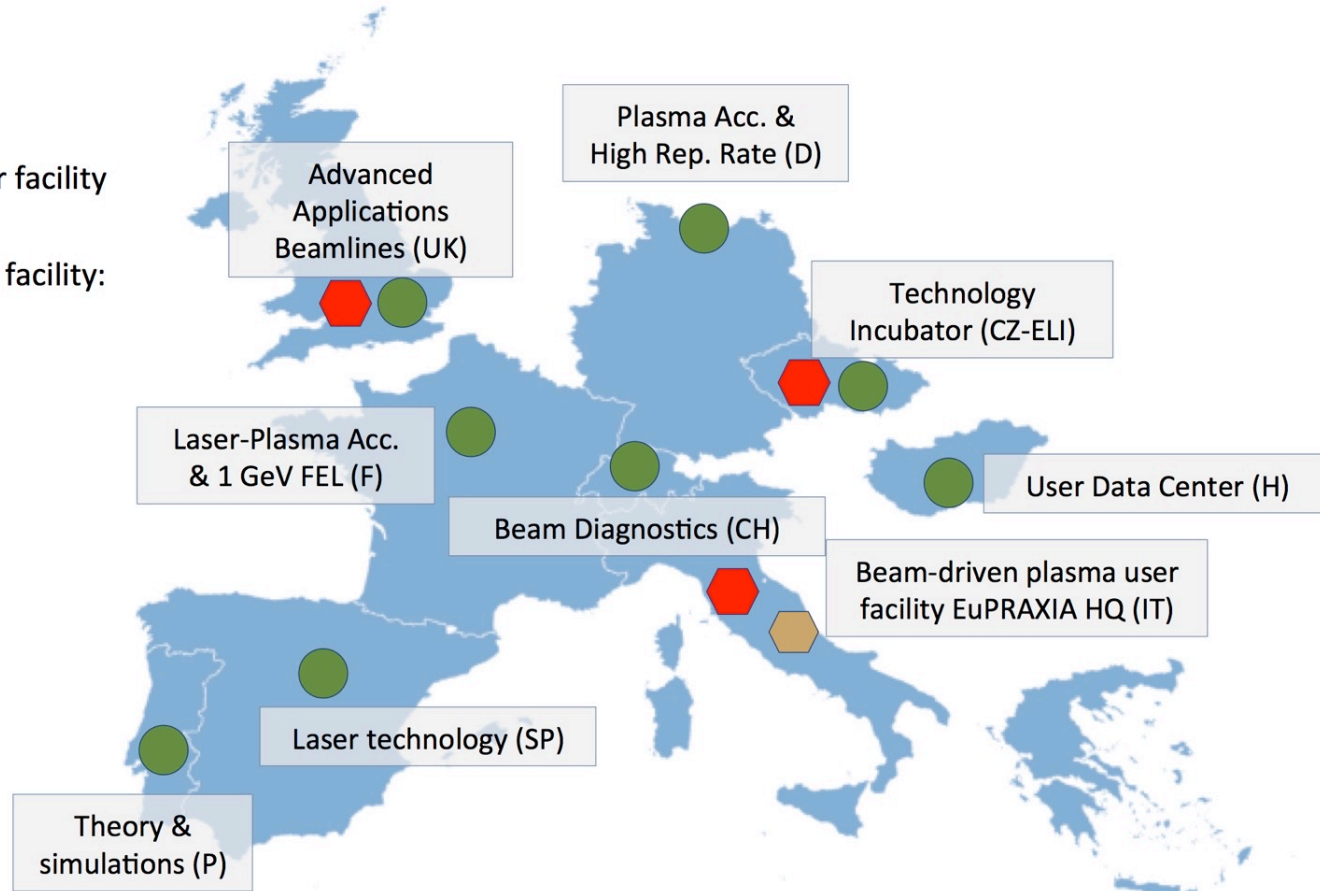 Plasma Acc. &
High Rep. Rate (D)
r facility
Advanced
Applications
Beamlines (UK)
facility:
Technology
Incubator (CZ-ELI)
Laser-Plasma Acc.
& 1 GeV FEL (F)
User Data Center (H)
Beam Diagnostics (CH)
Beam-driven plasma user
facility EuPRAXIA HQ (IT)
Laser technology (SP)
Theory &
simulations (P)